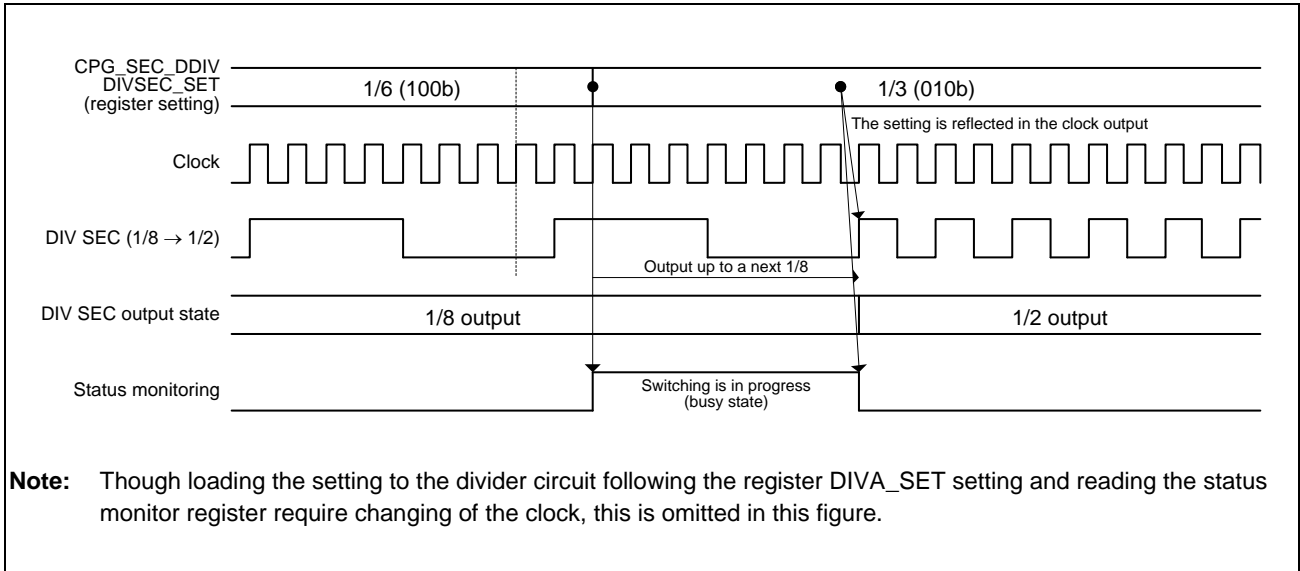 CPG_SEC_DDIV
DIVSEC_SET
(register setting)
1/6 (100b)
1/3 (010b)
The setting is reflected in the clock output
Clock
DIV SEC (1/8 → 1/2)
Output up to a next 1/8
DIV SEC output state
1/8 output
1/2 output
Status monitoring
Switching is in progress
(busy state)
Note: Though loading the setting to the divider circuit following the register DIVA_SET setting and reading the status
monitor register require changing of the clock, this is omitted in this figure.